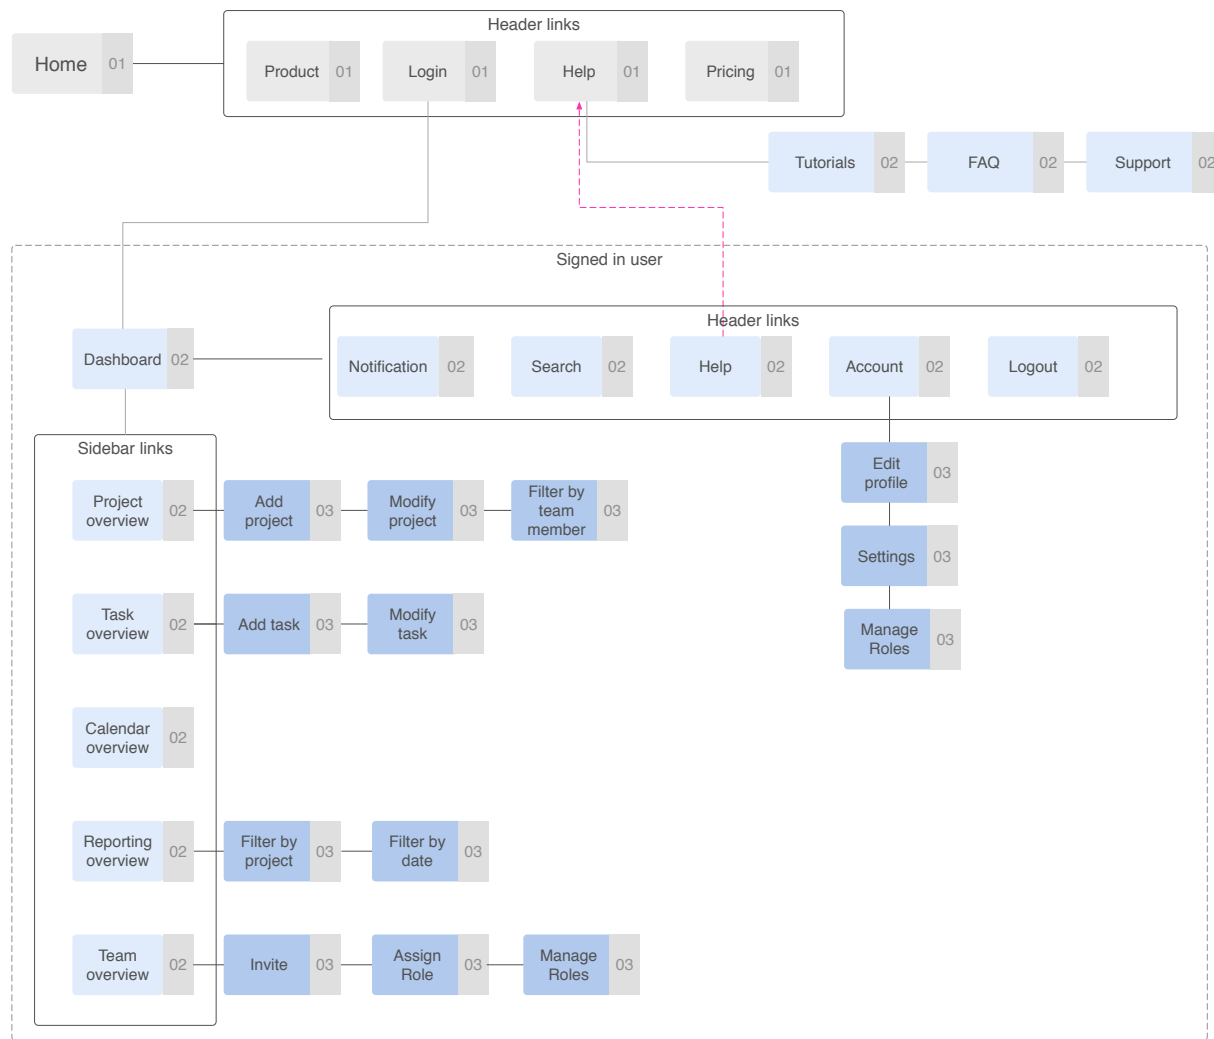 Header links
Home 01
Product 01
Login 01
Help 01
Pricing 01
Tutorials 02
FAQ 02
Support 02
Signed in user
Header links
Dashboard 02
Notification 02
Search 02
Help 02
Account 02
Logout 02
Sidebar links
Edit
profile
03
Project
overview
02
Add
project
03
Modify
project
03
Filter by
team
member
03
Settings 03
Task
overview
02
Add task 03
Modify
task
03
Manage
Roles
03
Calendar
overview
02
Reporting
overview
02
Filter by
project
03
Filter by
date
03
Team
overview
02
Invite 03
Assign
Role
03
Manage
Roles
03